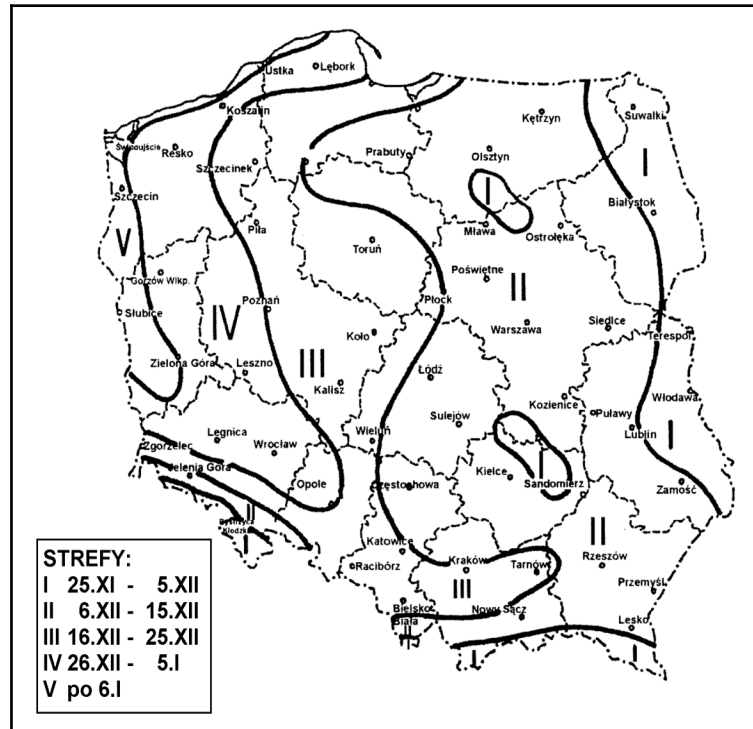 Ustka
Lębork
Koszalin
Kętrzyn
Suwałki
Świnoujście
Resko
Szczecinek
Prabuty
Olsztyn
I
I
Szczecin
Białystok
Piła
Mława
Ostrołęka
V
Toruń
Gorzów Wlkp.
Poświętne
II
Płock
Słubice
IV
Poznań
Warszawa
Siedlce
Terespol
Koło
III
Zielona Góra
Leszno
Kalisz
Łódź
Kozienice
Włodawa
Puławy
Sulejów
Lublin
I
Legnica
Wieluń
Zgorzelec
Wrocław
I
Jelenia Góra
Kielce
Opole
Częstochowa
Sandomierz
Zamość
II
Bystrzyca
Kłodzka
I
II
Katowice
Kraków
Tarnów
Rzeszów
Racibórz
III
Przemyśl
Bielsko
Biała
Nowy Sącz
Lesko
II
I
I
STREFY:
I 25.XI - 5.XII
II 6.XII - 15.XII
III 16.XII - 25.XII
IV 26.XII - 5.I
V po 6.I